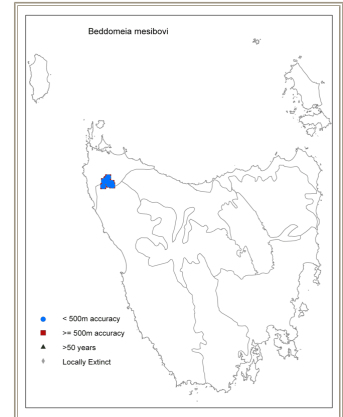 Beddomeia mesibovi
< 500m accuracy
>= 500m accuracy
>50 years
Locally Extinct